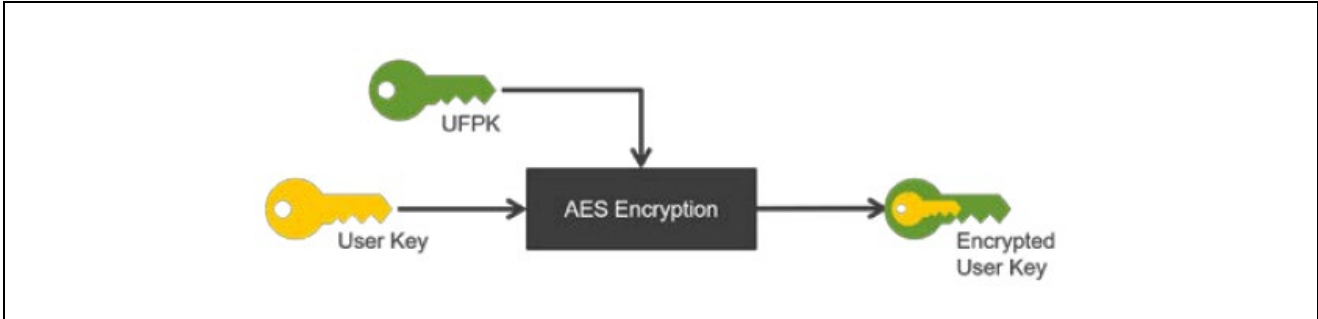 UFPK
AES Encryption
User Key
Encrypted
User Key